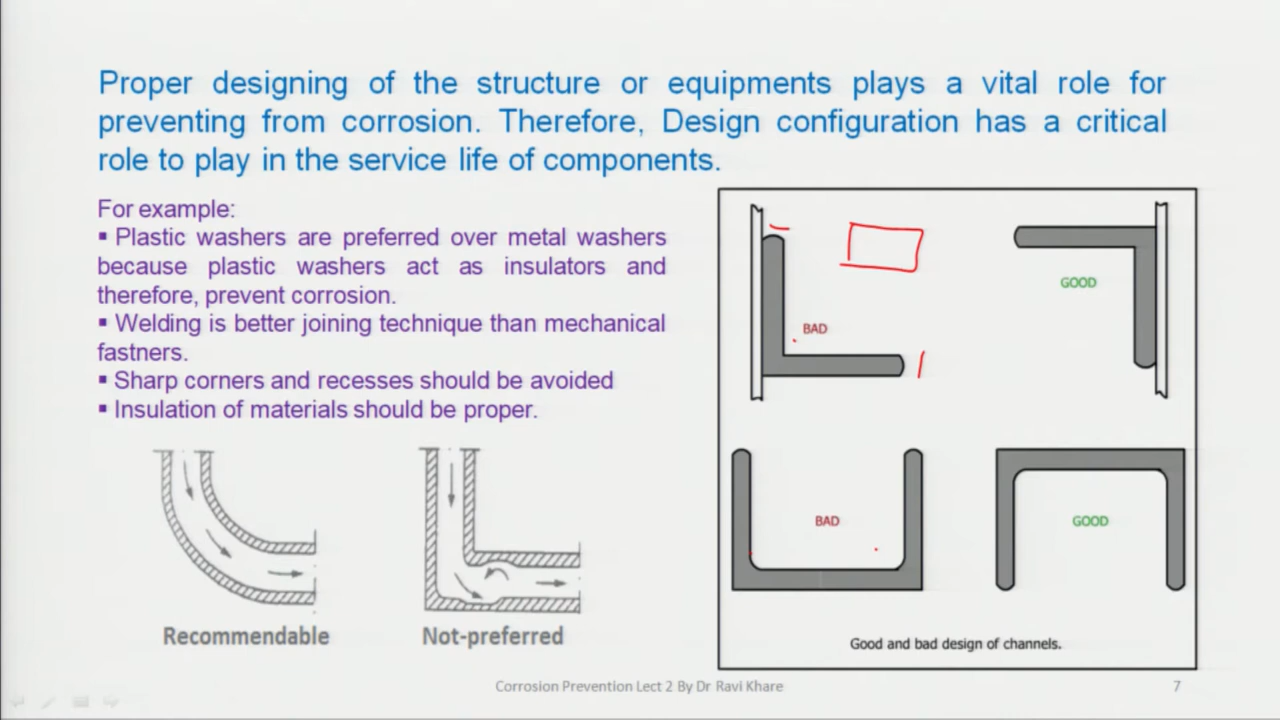 Proper designing of the structure or equipments plays a vital role for
preventing from corrosion. Therefore, Design configuration has a critical
role to play in the service life of components.
For example:
▪ Plastic washers are preferred over metal washers
because plastic washers act as insulators and
therefore, prevent corrosion.
▪ Welding is better joining technique than mechanical
fastners.
▪ Sharp corners and recesses should be avoided
▪ Insulation of materials should be proper.
Recommendable
Not-preferred
BAD
GOOD
BAD
GOOD
Good and bad design of channels.
Corrosion Prevention Lect 2 By Dr Ravi Khare
7